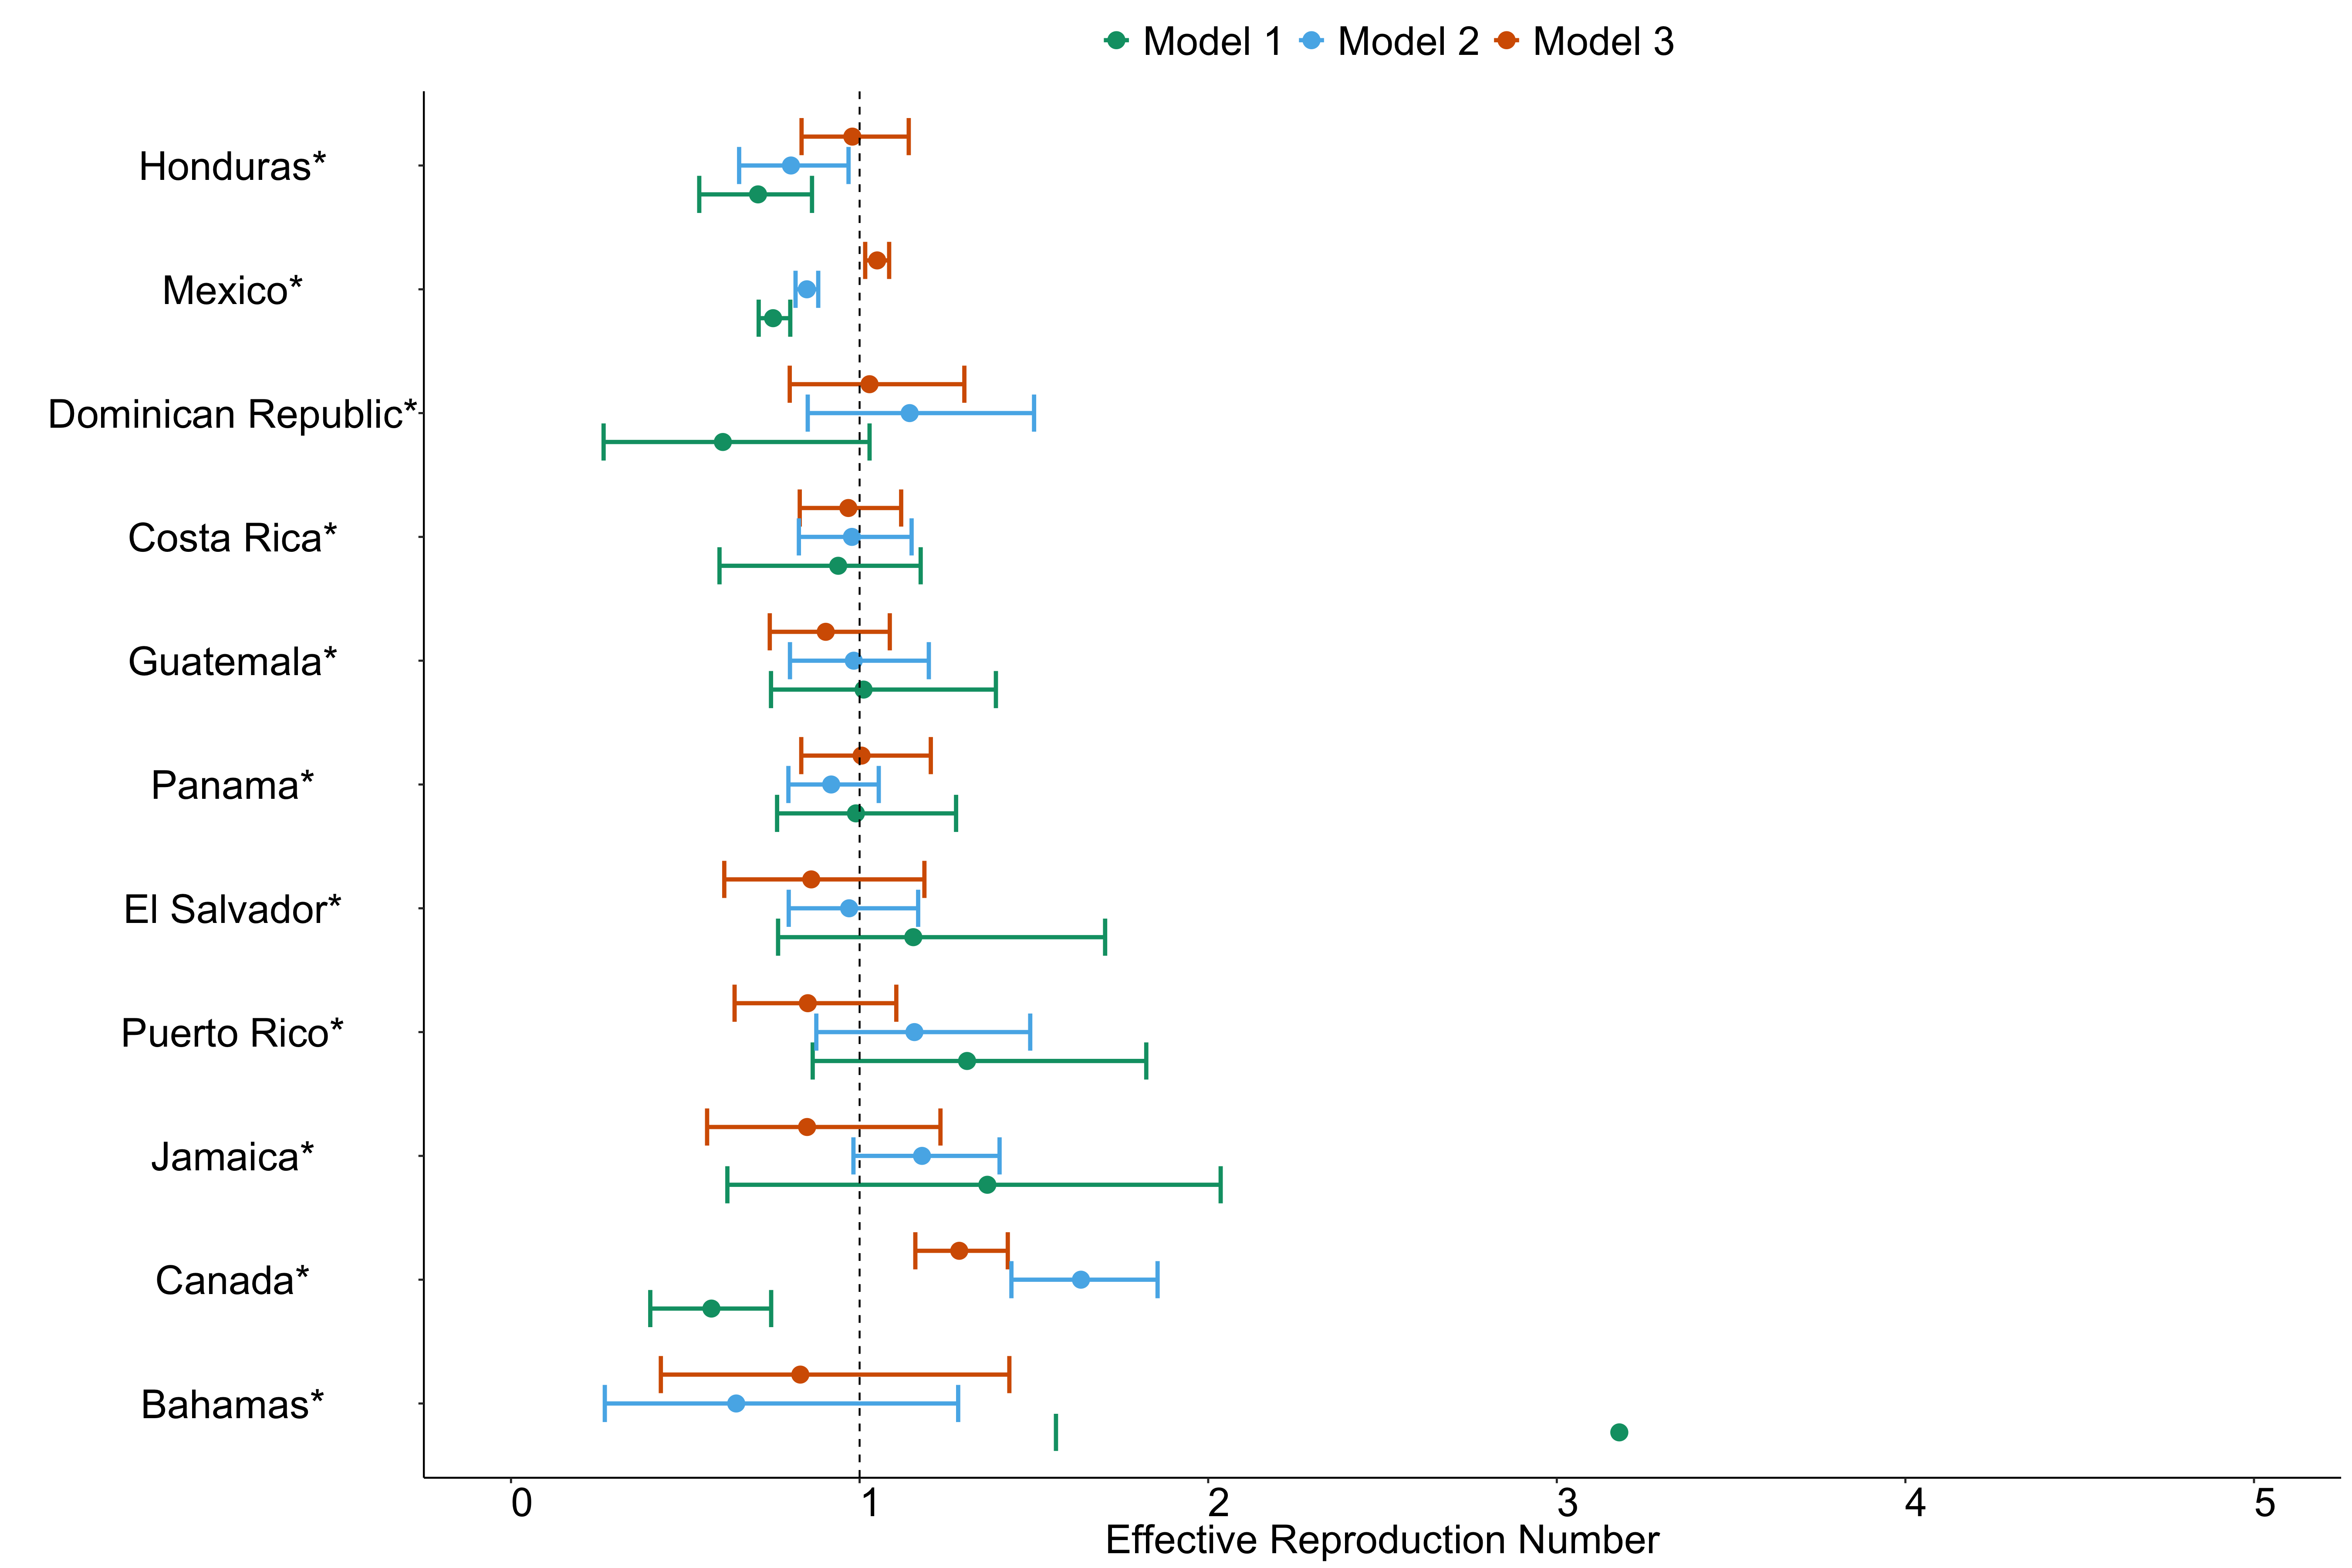 Model 1 Model 2 Model 3
Honduras*
Mexico*
Dominican Republic*
Costa Rica*
Guatemala*
Panama*
El Salvador*
Puerto Rico*
Jamaica*
Canada*
Bahamas*
0 1 2 3 4 5
Effective Reproduction Number